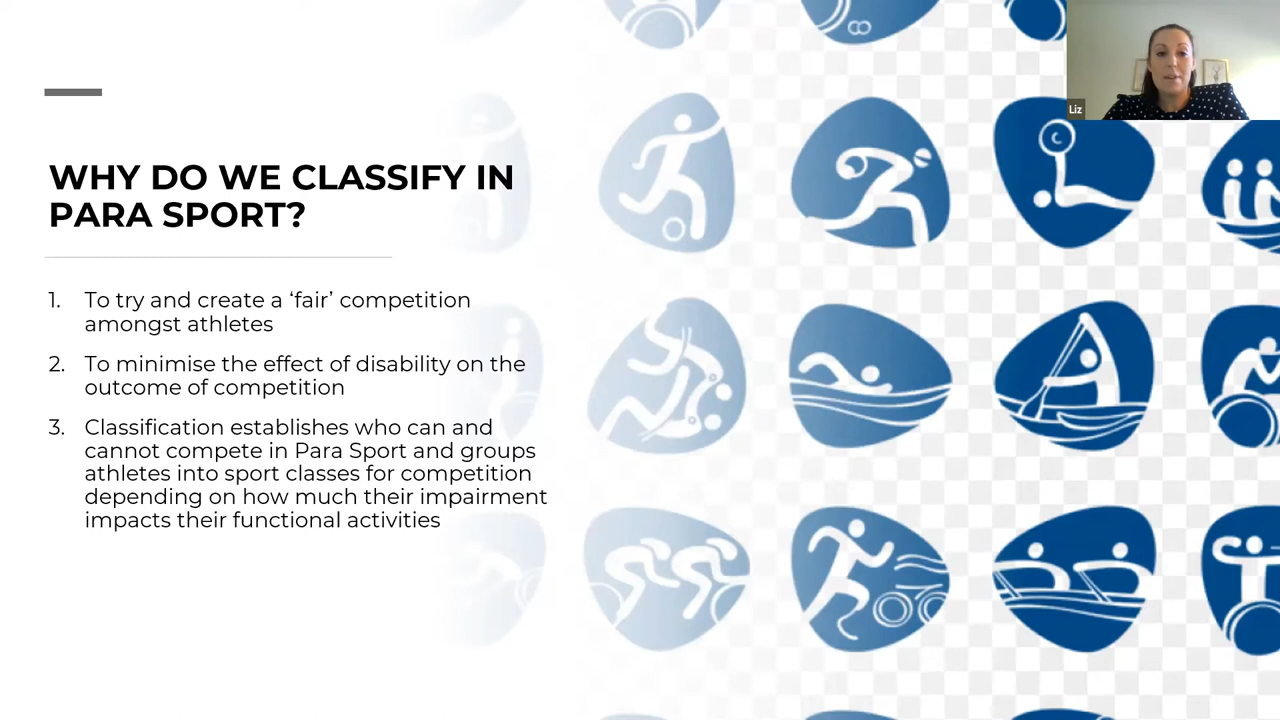 Liz
WHY DO WE CLASSIFY IN
PARA SPORT?
1. To try and create a ‘fair’ competition
amongst athletes
2. To minimise the effect of disability on the
outcome of competition
3. Classification establishes who can and
cannot compete in Para Sport and groups
athletes into sport classes for competition
depending on how much their impairment
impacts their functional activities